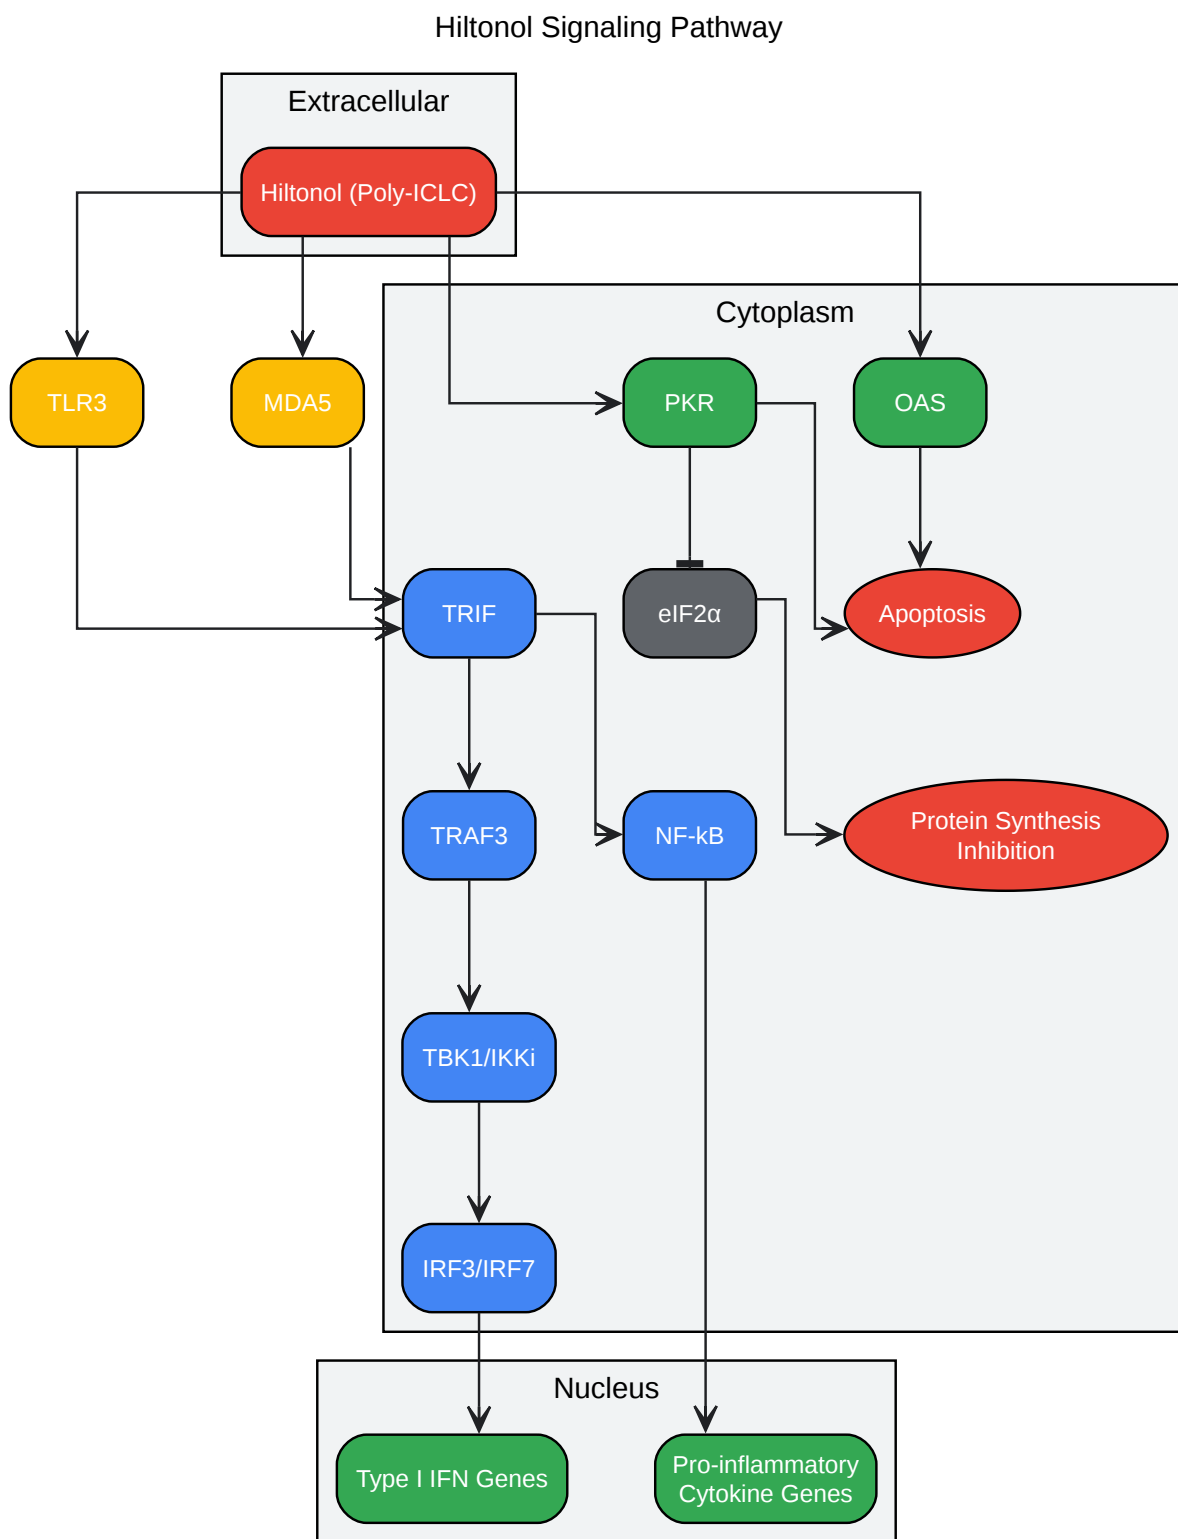 Hiltonol Signaling Pathway
Extracellular
Hiltonol (Poly-ICLC)
Cytoplasm
TLR3
MDA5
PKR
OAS
TRIF
eIF2α
Apoptosis
TRAF3
NF-kB
Protein Synthesis
Inhibition
TBK1/IKKi
IRF3/IRF7
Nucleus
Type I IFN Genes
Pro-inflammatory
Cytokine Genes